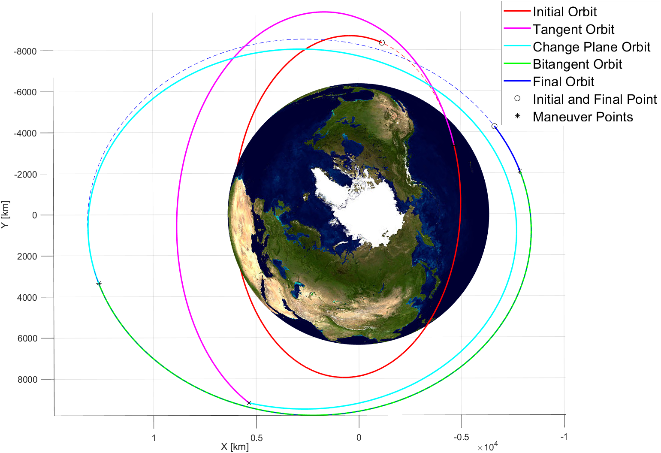 Initial Orbit
Tangent Orbit
Change Plane Orbit
Bitangent Orbit
Final Orbit
Initial and Final Point
Maneuver Points
-8000
-6000
-4000
-2000
0
2000
4000
6000
8000
Y [km]
1
0.5
0
-0.5
-1
X [km]
×10⁴